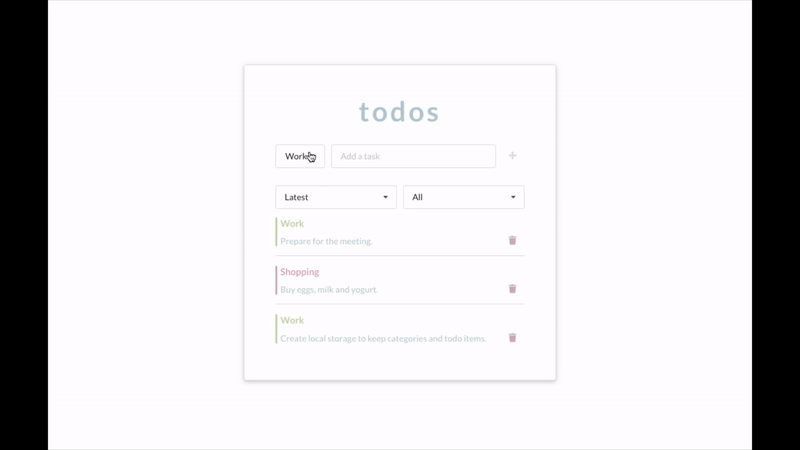 todos
Work
Add a task
+
Latest
All
Work
Prepare for the meeting.
Shopping
Buy eggs, milk and yogurt.
Work
Create local storage to keep categories and todo items.